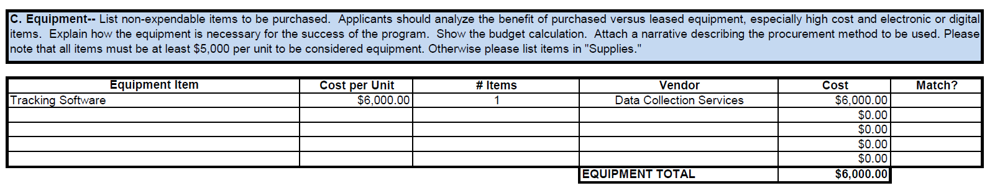 C. Equipment-- List non-expendable items to be purchased.  Applicants should analyze the benefit of purchased versus leased equipment, especially high cost and electronic or digital
items.  Explain how the equipment is necessary for the success of the program.  Show the budget calculation.  Attach a narrative describing the procurement method to be used. Please
note that all items must be at least $5,000 per unit to be considered equipment. Otherwise please list items in "Supplies."
Equipment Item Cost per Unit # Items Vendor Cost Match?
Tracking Software $6,000.00 1 Data Collection Services $6,000.00
$0.00
$0.00
$0.00
$0.00
EQUIPMENT TOTAL $6,000.00